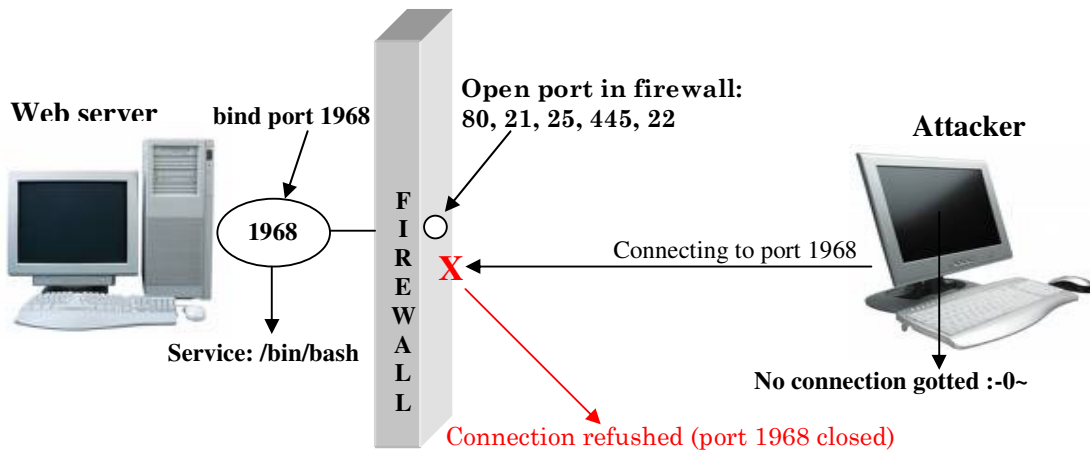 Web server
bind port 1968
Open port in firewall:
80, 21, 25, 445, 22
Attacker
1968
FIREWALL
Connecting to port 1968
X
Service: /bin/bash
No connection gotted :-0~
Connection refushed (port 1968 closed)